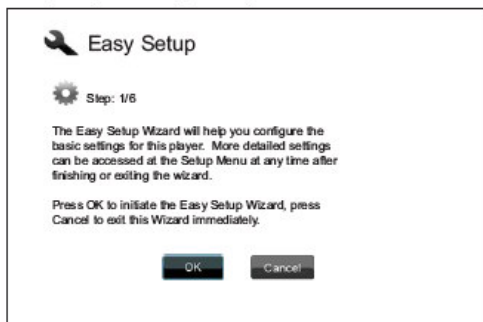 Easy Setup
Step: 1/6
The Easy Setup Wizard will help you configure the
basic settings for this player. More detailed settings
can be accessed at the Setup Menu at any time after
finishing or exiting the wizard.
Press OK to initiate the Easy Setup Wizard, press
Cancel to exit this Wizard immediately.
OK
Cancel